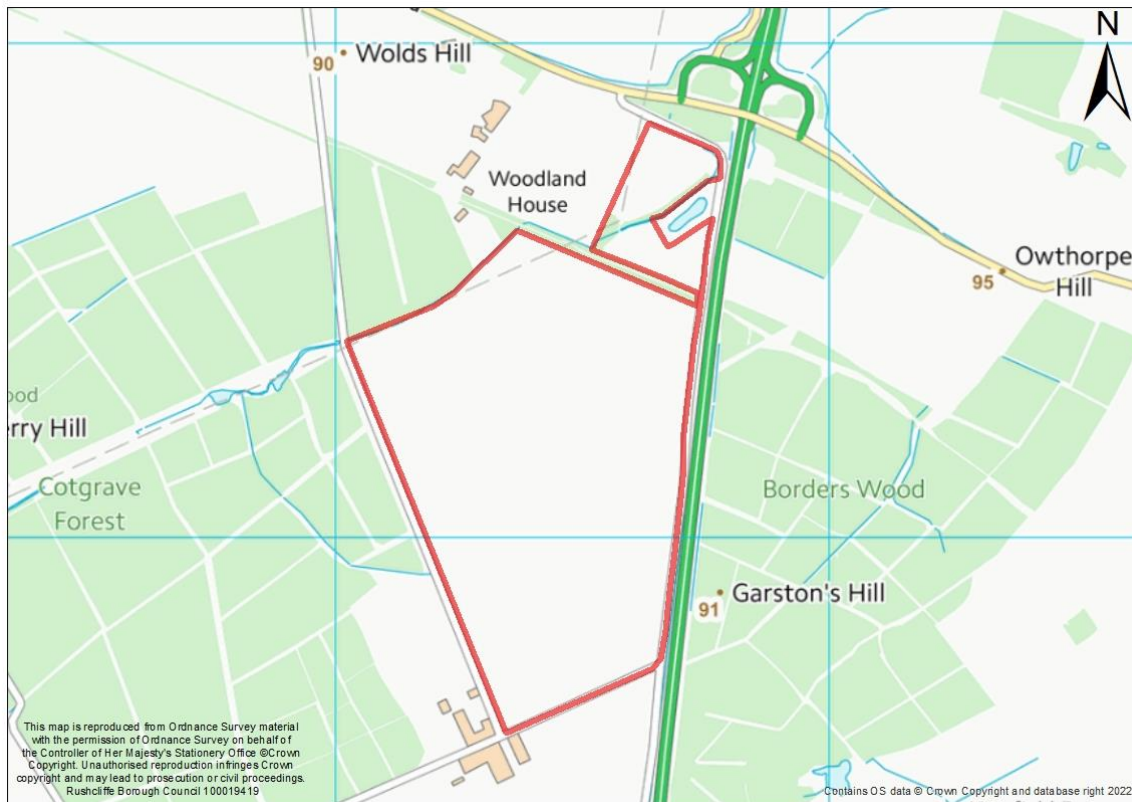 N
90
Wolds Hill
Woodland
House
Owthorpe
Hill
95
ood
rry Hill
Cotgrave
Forest
Borders Wood
Garston's Hill
91
This map is reproduced from Ordnance Survey material
with the permission of Ordnance Survey on behalf of
the Controller of Her Majesty's Stationery Office ©Crown
Copyright. Unauthorised reproduction infringes Crown
copyright and may lead to prosecution or civil proceedings.
Rushcliffe Borough Council 100019419
Contains OS data © Crown Copyright and database right 2022